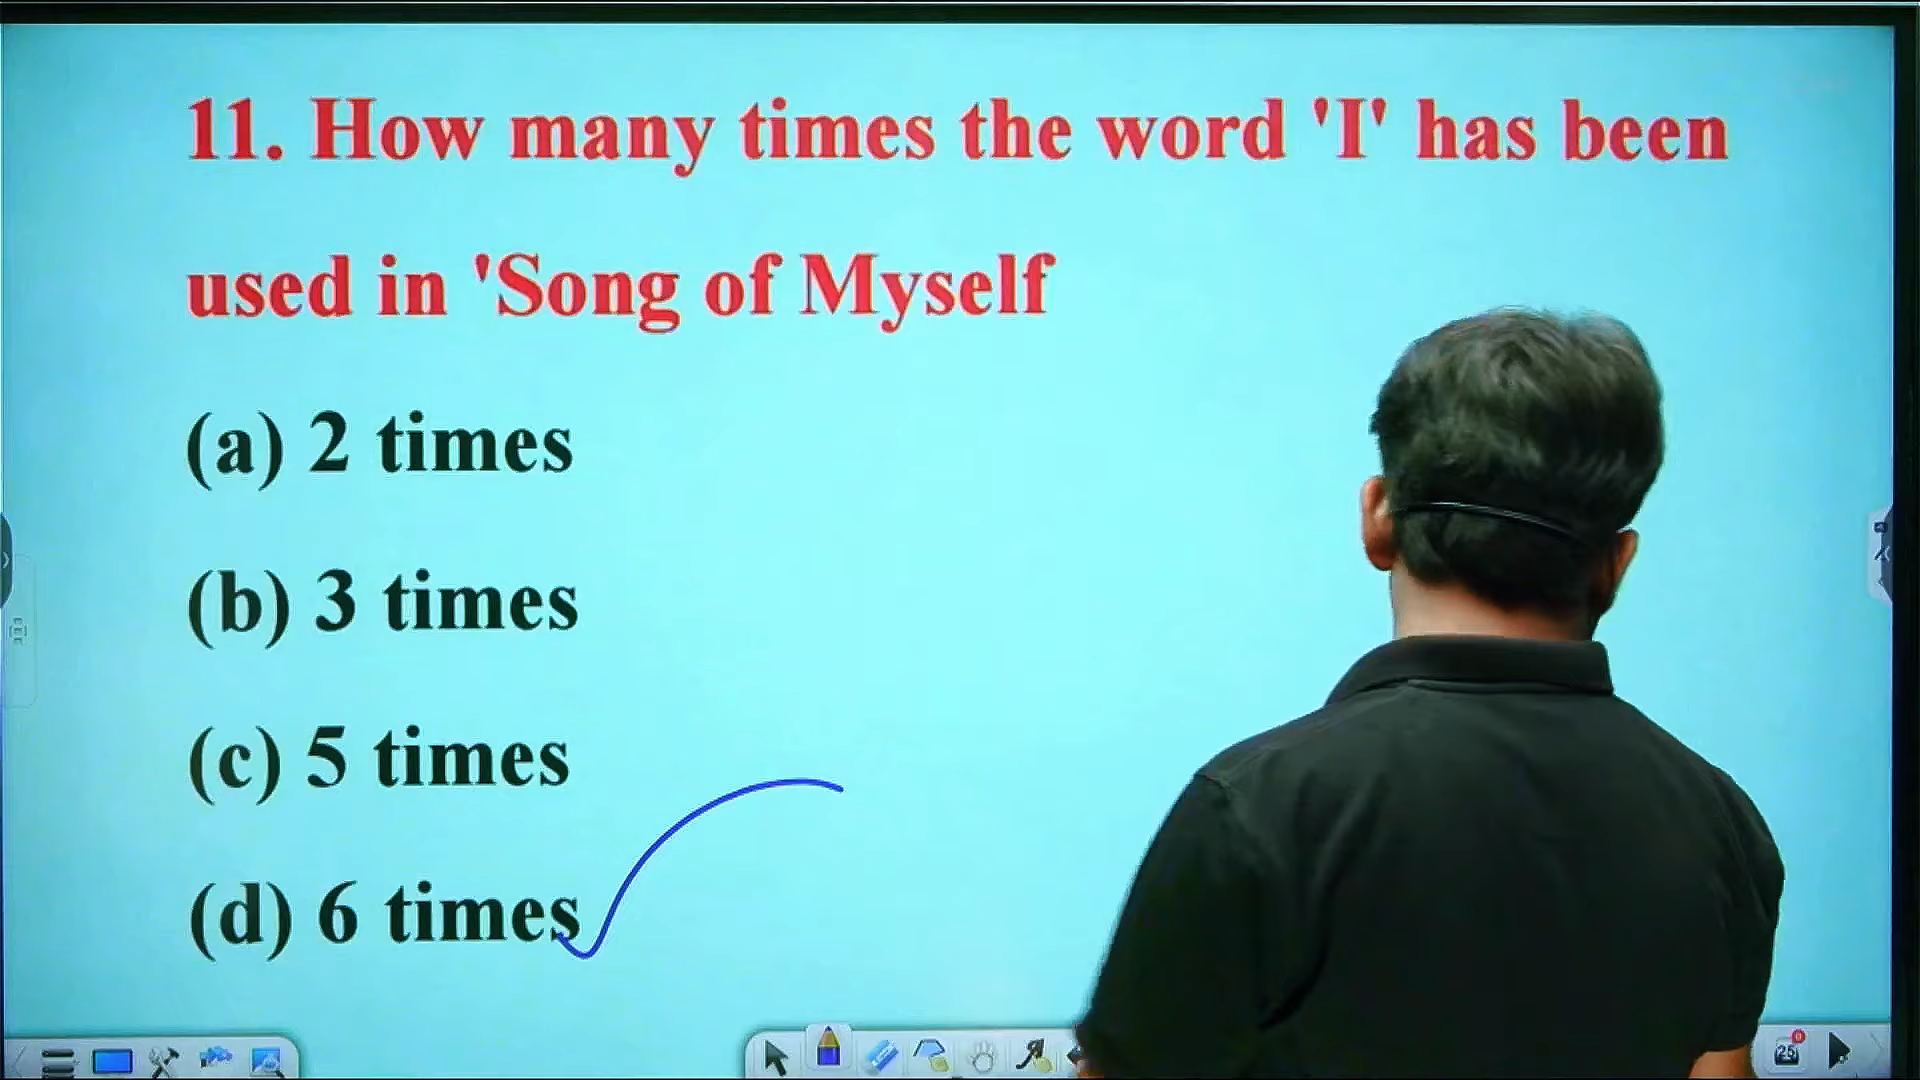 11. How many times the word 'I' has been
used in 'Song of Myself
(a) 2 times
(b) 3 times
(c) 5 times
(d) 6 times
25